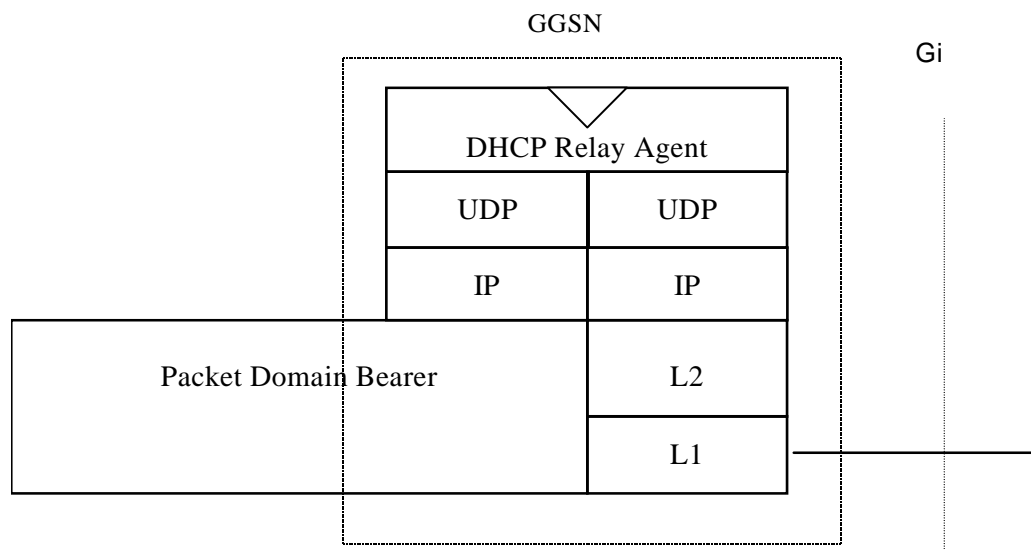 GGSN
Gi
DHCP Relay Agent
UDP
UDP
IP
IP
Packet Domain Bearer
L2
L1